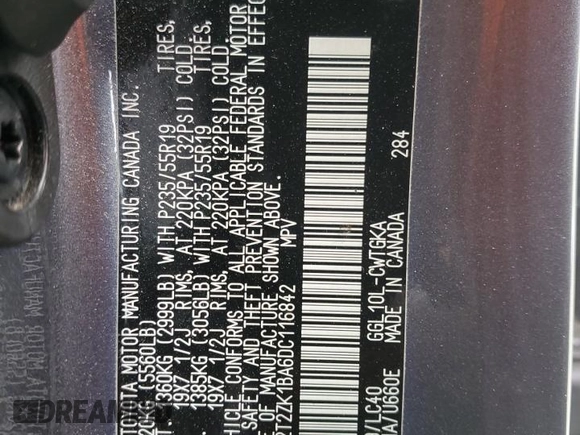 TOYOTA MOTOR MANUFACTURING CANADA INC.
(5560LB)
1360KG (2999LB) WITH P235/55R19 TIRES,
19X7 1/2J RIMS, AT 220KPA (32PSI) COLD.
1385KG (3056LB) WITH P235/55R19 TIRES,
19X7 1/2J RIMS, AT 220KPA (32PSI) COLD.
CONFORMS TO ALL APPLICABLE FEDERAL MOTOR
SAFETY AND THEFT PREVENTION STANDARDS IN EFFECT
OF MANUFACTURE SHOWN ABOVE.
2T2ZK1BA6DC116842 MPV
GGL10L-CWTGKA 284
MADE IN CANADA
/LC40
A/U660E
DREAM